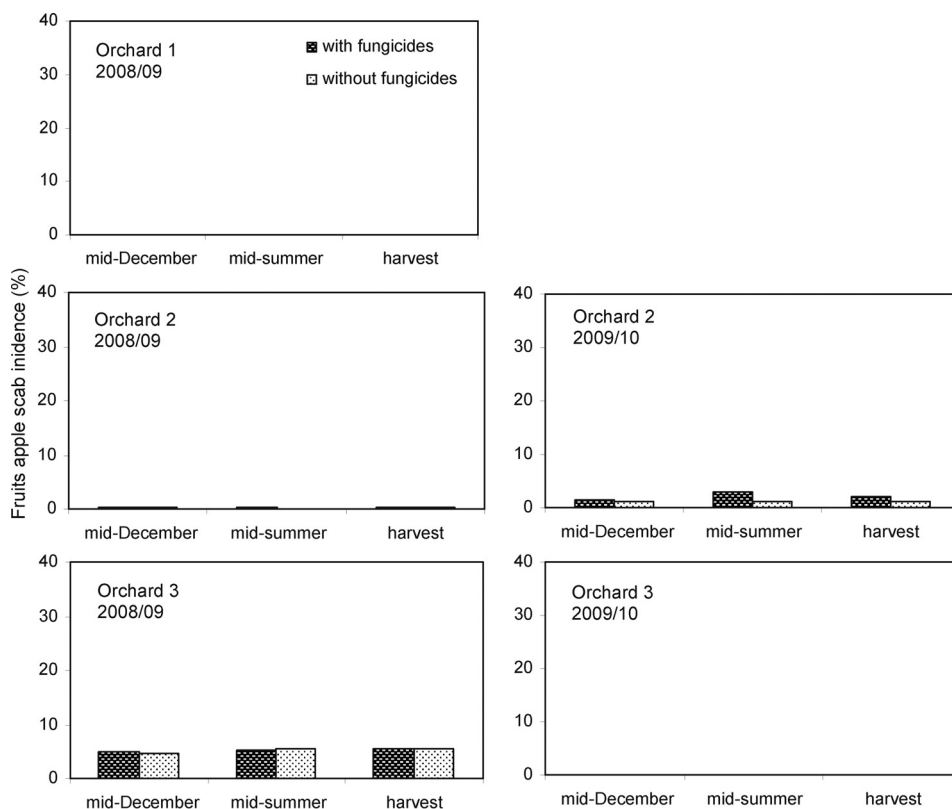 Fruits apple scab inidence (%)
40
30
20
10
0
Orchard 1
2008/09
with fungicides
without fungicides
mid-December mid-summer harvest
40
30
20
10
0
Orchard 2
2008/09
mid-December mid-summer harvest
40
30
20
10
0
Orchard 2
2009/10
mid-December mid-summer harvest
40
30
20
10
0
Orchard 3
2008/09
mid-December mid-summer harvest
40
30
20
10
0
Orchard 3
2009/10
mid-December mid-summer harvest